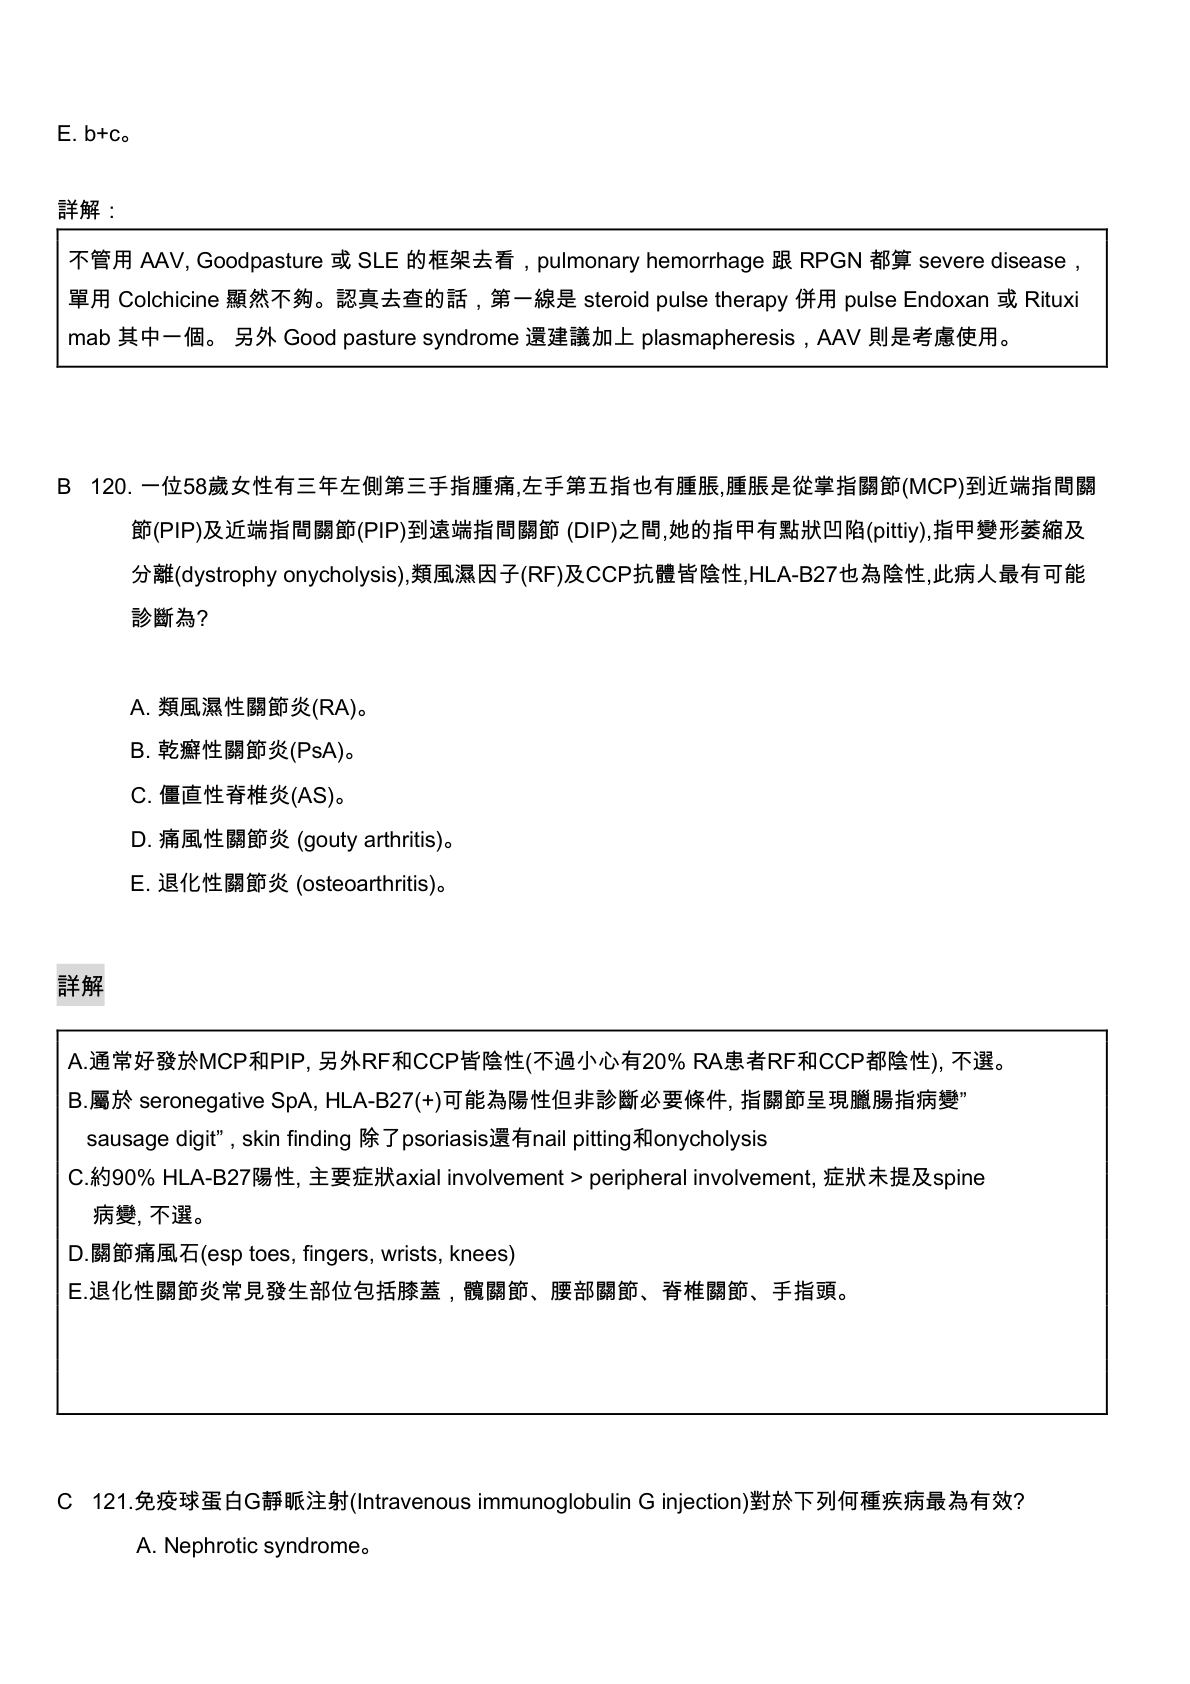 E. b+c。
詳解：
不管用 AAV, Goodpasture 或 SLE 的框架去看，pulmonary hemorrhage 跟 RPGN 都算 severe disease，
單用 Colchicine 顯然不夠。認真去查的話，第一線是 steroid pulse therapy 併用 pulse Endoxan 或 Rituxi
mab 其中一個。 另外 Good pasture syndrome 還建議加上 plasmapheresis，AAV 則是考慮使用。
B 120. 一位58歲女性有三年左側第三手指腫痛,左手第五指也有腫脹,腫脹是從掌指關節(MCP)到近端指間關
節(PIP)及近端指間關節(PIP)到遠端指間關節 (DIP)之間,她的指甲有點狀凹陷(pittiy),指甲變形萎縮及
分離(dystrophy onycholysis),類風濕因子(RF)及CCP抗體皆陰性,HLA-B27也為陰性,此病人最有可能
診斷為?
A. 類風濕性關節炎(RA)。
B. 乾癬性關節炎(PsA)。
C. 僵直性脊椎炎(AS)。
D. 痛風性關節炎 (gouty arthritis)。
E. 退化性關節炎 (osteoarthritis)。
詳解
A.通常好發於MCP和PIP, 另外RF和CCP皆陰性(不過小心有20% RA患者RF和CCP都陰性), 不選。
B.屬於 seronegative SpA, HLA-B27(+)可能為陽性但非診斷必要條件, 指關節呈現臘腸指病變”
sausage digit” , skin finding 除了psoriasis還有nail pitting和onycholysis
C.約90% HLA-B27陽性, 主要症狀axial involvement > peripheral involvement, 症狀未提及spine
病變, 不選。
D.關節痛風石(esp toes, fingers, wrists, knees)
E.退化性關節炎常見發生部位包括膝蓋，髖關節、腰部關節、脊椎關節、手指頭。
C 121.免疫球蛋白G靜眽注射(Intravenous immunoglobulin G injection)對於下列何種疾病最為有效?
A. Nephrotic syndrome。